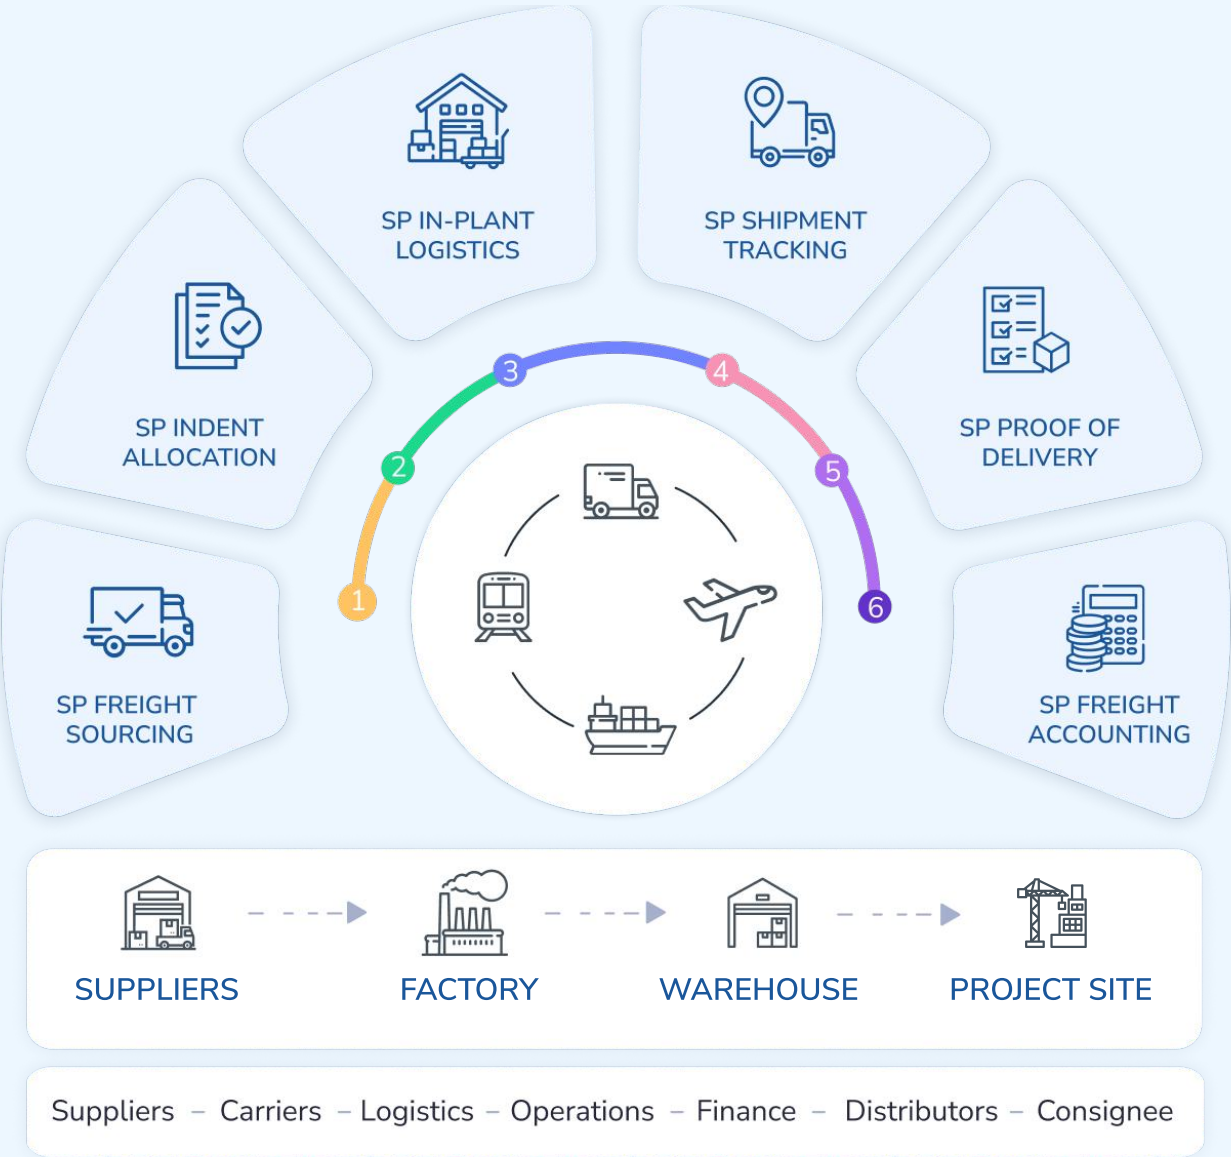 SP IN-PLANT
LOGISTICS
SP SHIPMENT
TRACKING
SP INDENT
ALLOCATION
SP PROOF OF
DELIVERY
SP FREIGHT
SOURCING
SP FREIGHT
ACCOUNTING
1
2
3
4
5
6
SUPPLIERS
FACTORY
WAREHOUSE
PROJECT SITE
Suppliers – Carriers – Logistics – Operations – Finance – Distributors – Consignee